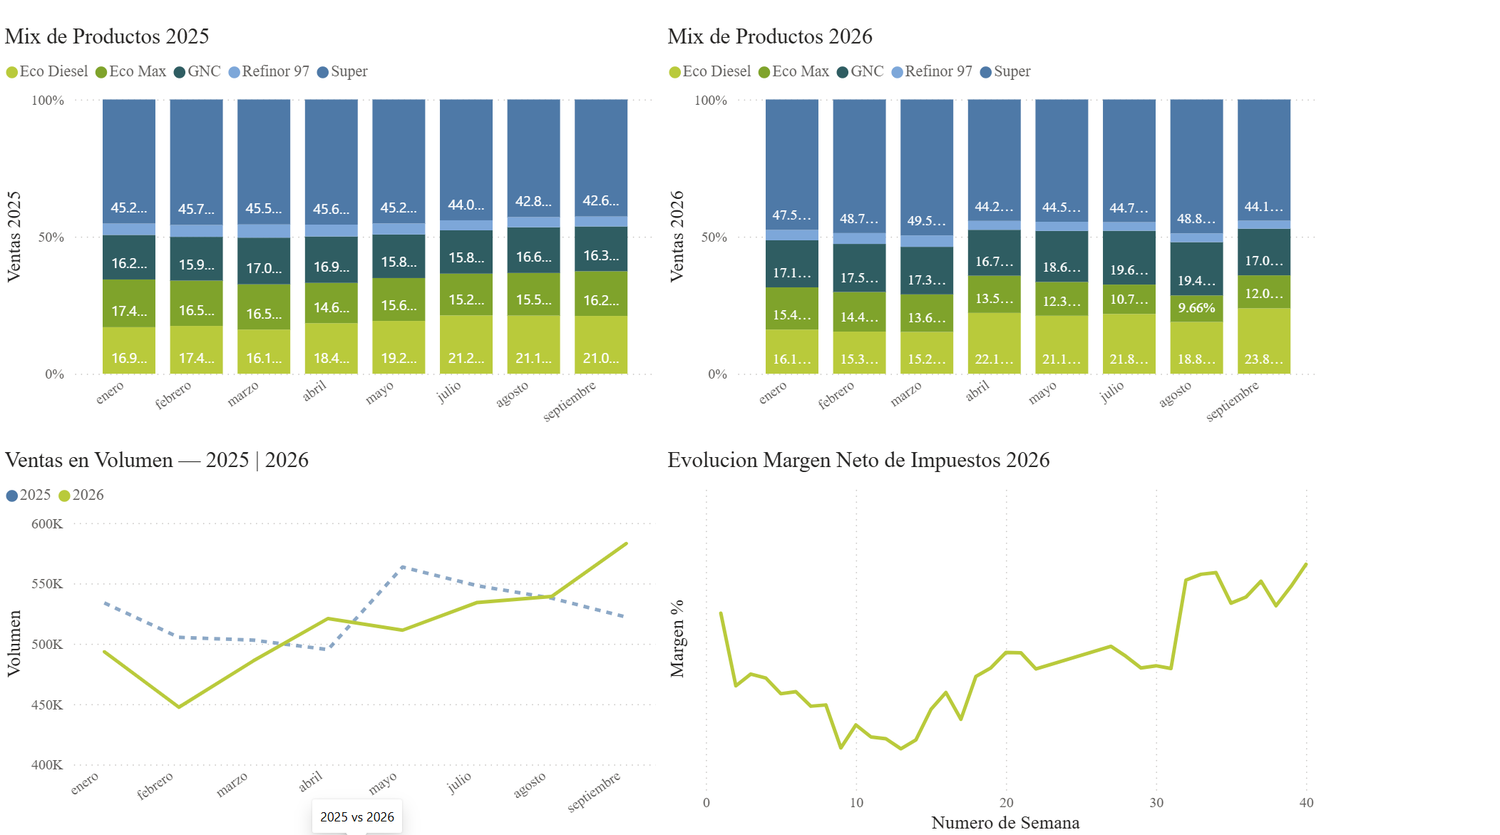 Mix de Productos 2025
Eco Diesel Eco Max GNC Refinor 97 Super
100%
50%
0%
Ventas 2025
45.2... 45.7... 45.5... 45.6... 45.2... 44.0... 42.8... 42.6...
16.2... 15.9... 17.0... 16.9... 15.8... 15.8... 16.6... 16.3...
17.4... 16.5... 16.5... 14.6... 15.6... 15.2... 15.5... 16.2...
16.9... 17.4... 16.1... 18.4... 19.2... 21.2... 21.1... 21.0...
enero febrero marzo abril mayo julio agosto septiembre
Mix de Productos 2026
Eco Diesel Eco Max GNC Refinor 97 Super
100%
50%
0%
Ventas 2026
47.5... 48.7... 49.5... 44.2... 44.5... 44.7... 48.8... 44.1...
17.1... 17.5... 17.3... 16.7... 18.6... 19.6... 19.4... 17.0...
15.4... 14.4... 13.6... 13.5... 12.3... 10.7... 9.66% 12.0...
16.1... 15.3... 15.2... 22.1... 21.1... 21.8... 18.8... 23.8...
enero febrero marzo abril mayo julio agosto septiembre
Ventas en Volumen — 2025 | 2026
2025 2026
600K
550K
500K
450K
400K
Volumen
enero febrero marzo abril mayo julio agosto septiembre
2025 vs 2026
Evolucion Margen Neto de Impuestos 2026
Margen %
0 10 20 30 40
Numero de Semana